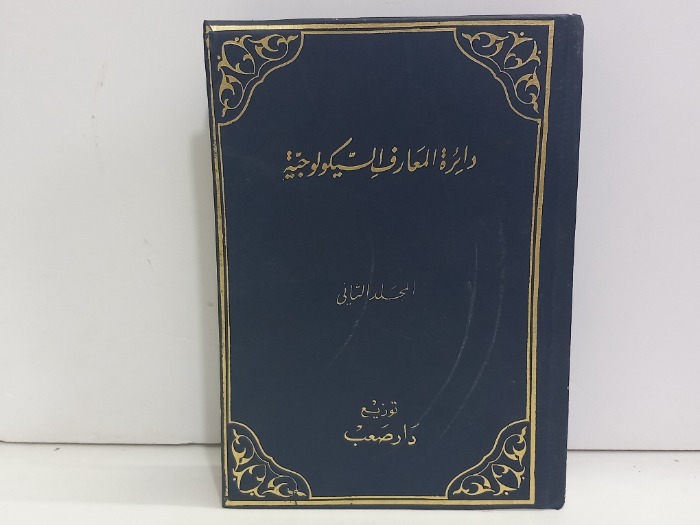 دائرة المعارف السيكولوجية
المجلد الثاني
توزيع
دار صعب